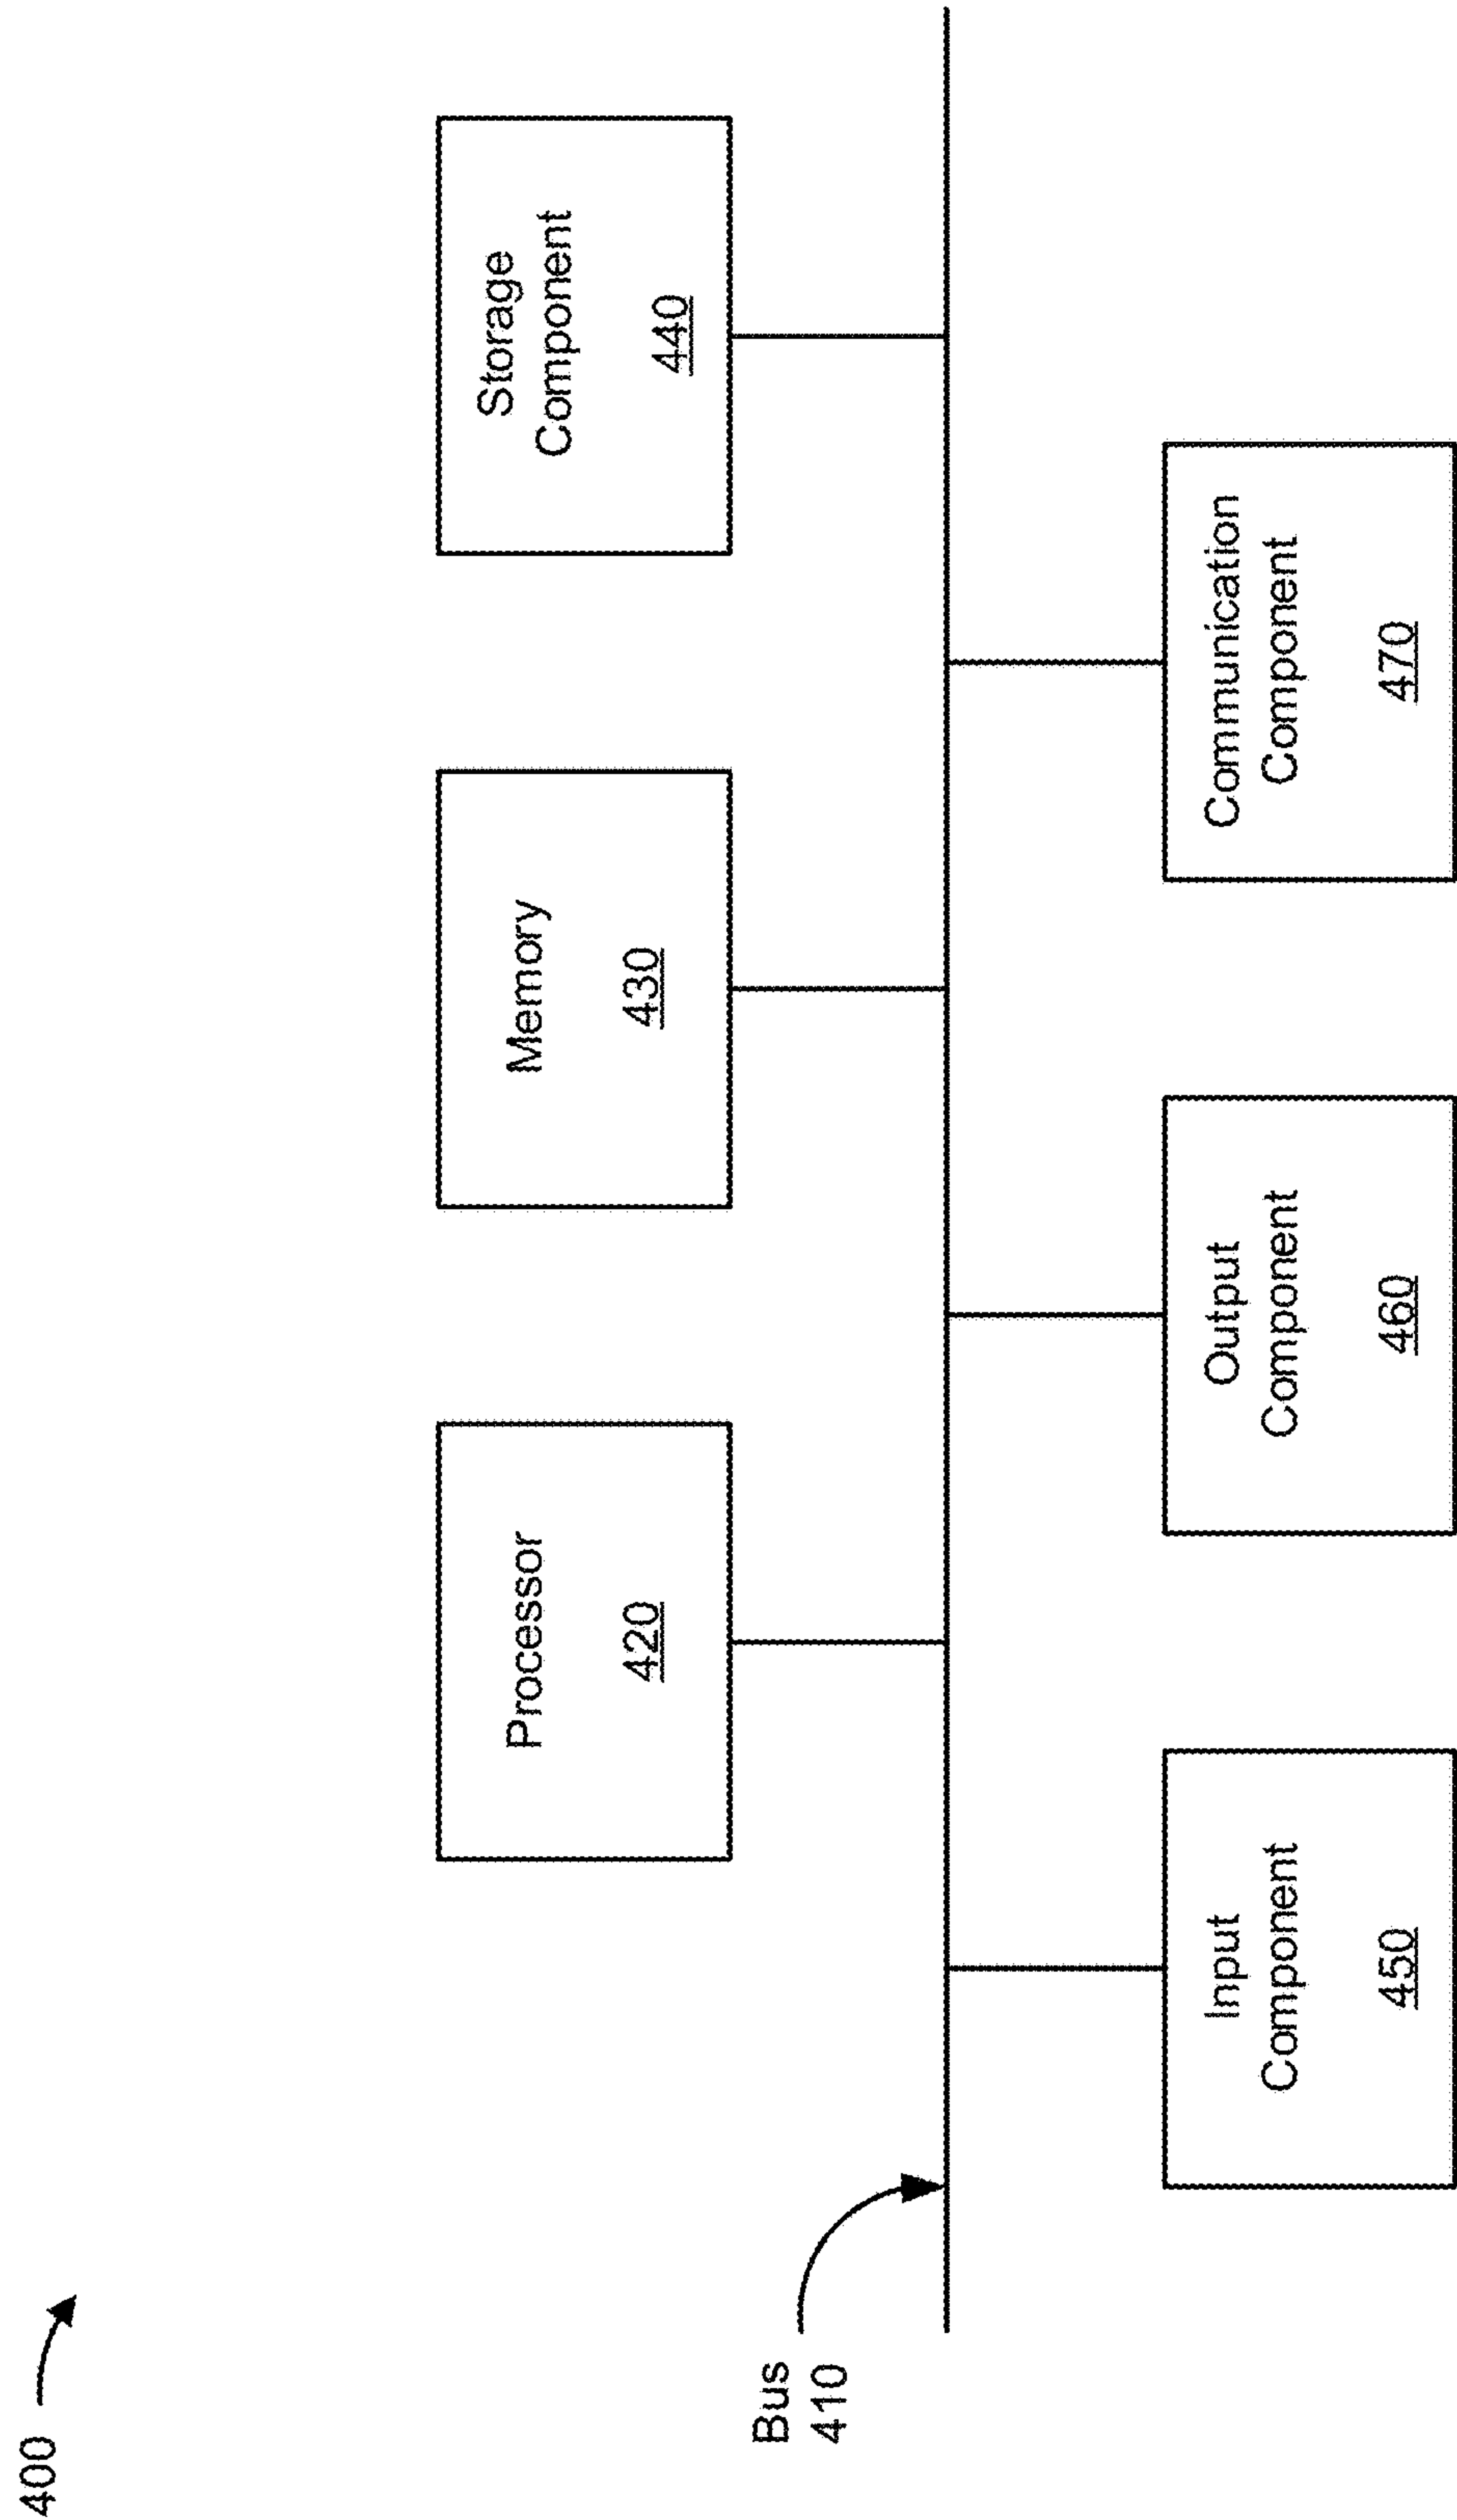 400
Processor
420
Memory
430
Storage
Component
440
Bus
410
Input
Component
450
Output
Component
460
Communication
Component
470